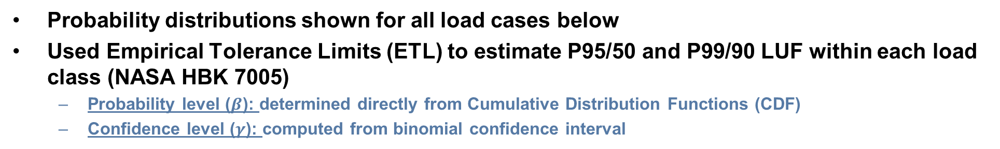 • Probability distributions shown for all load cases below
• Used Empirical Tolerance Limits (ETL) to estimate P95/50 and P99/90 LUF within each load
class (NASA HBK 7005)
– Probability level (𝜷): determined directly from Cumulative Distribution Functions (CDF)
– Confidence level (𝜸): computed from binomial confidence interval